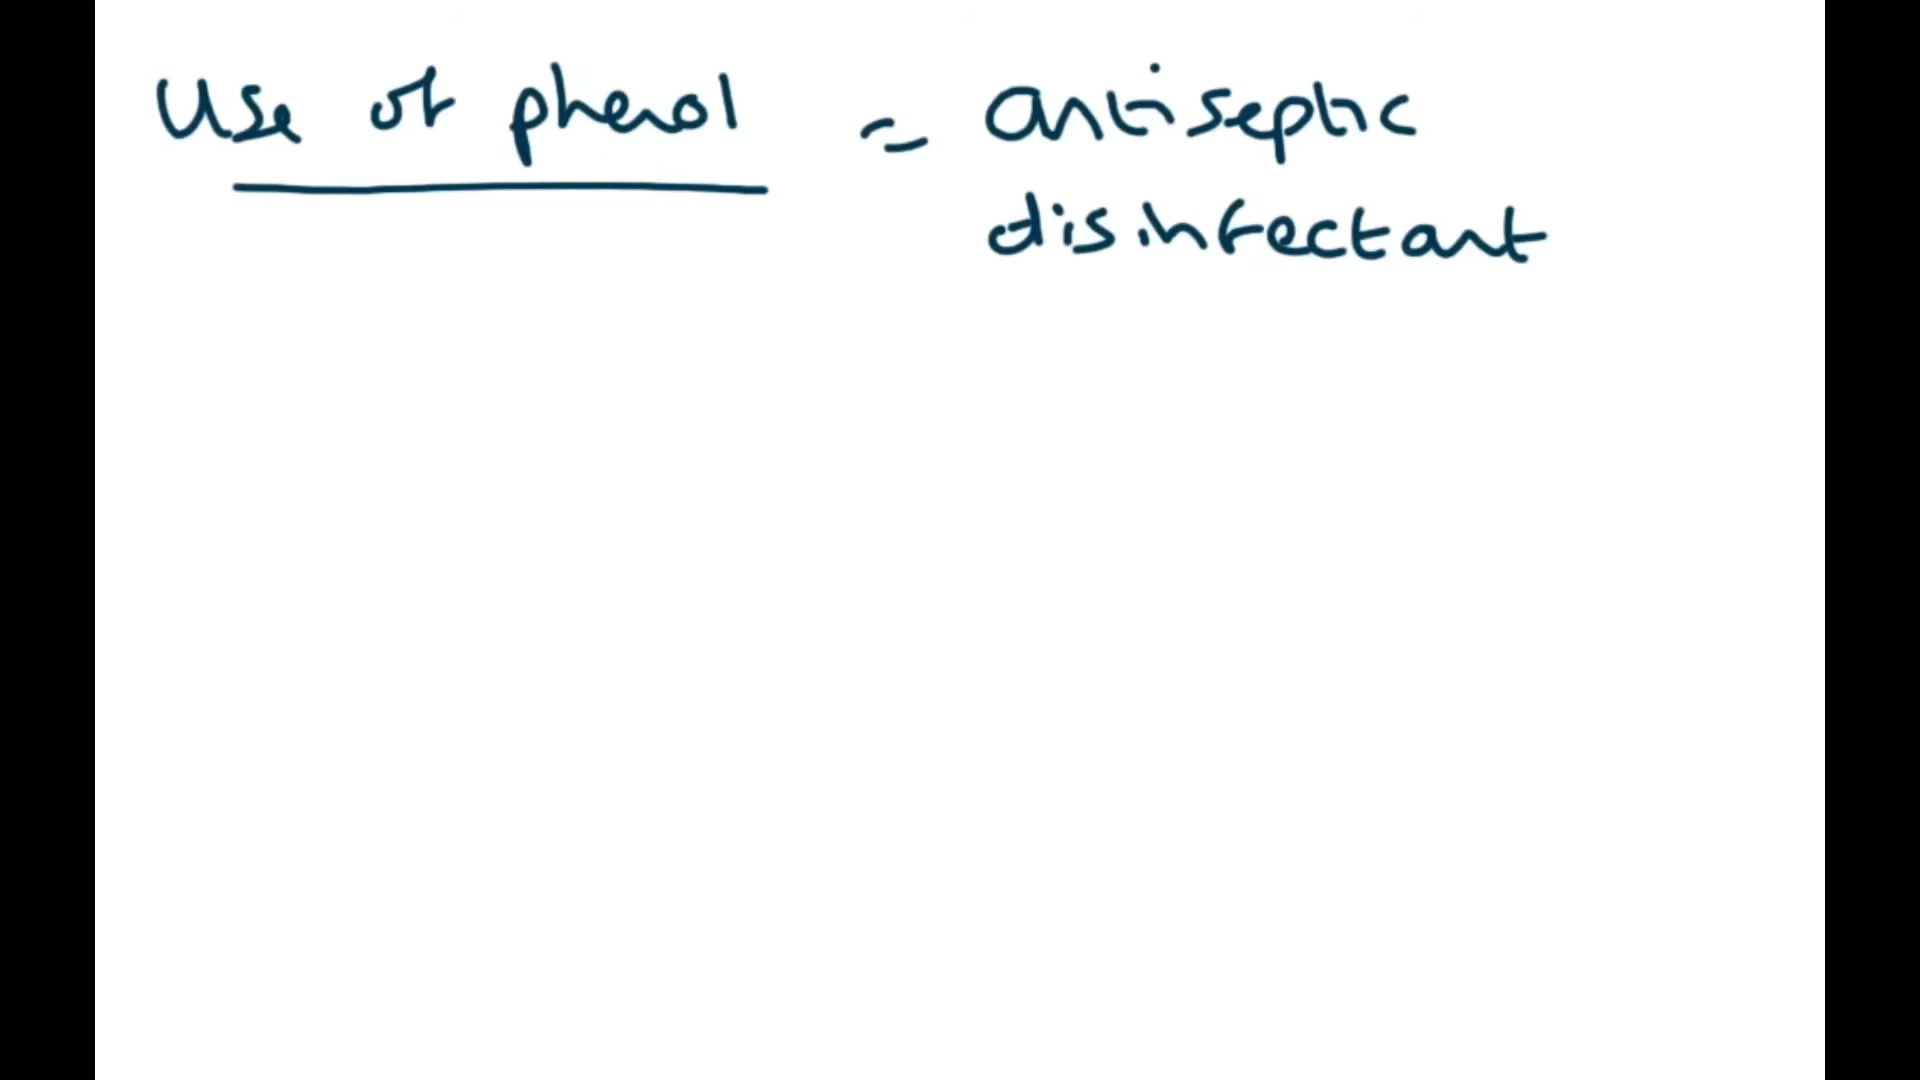 Use of phenol = antiseptic
disinfectant